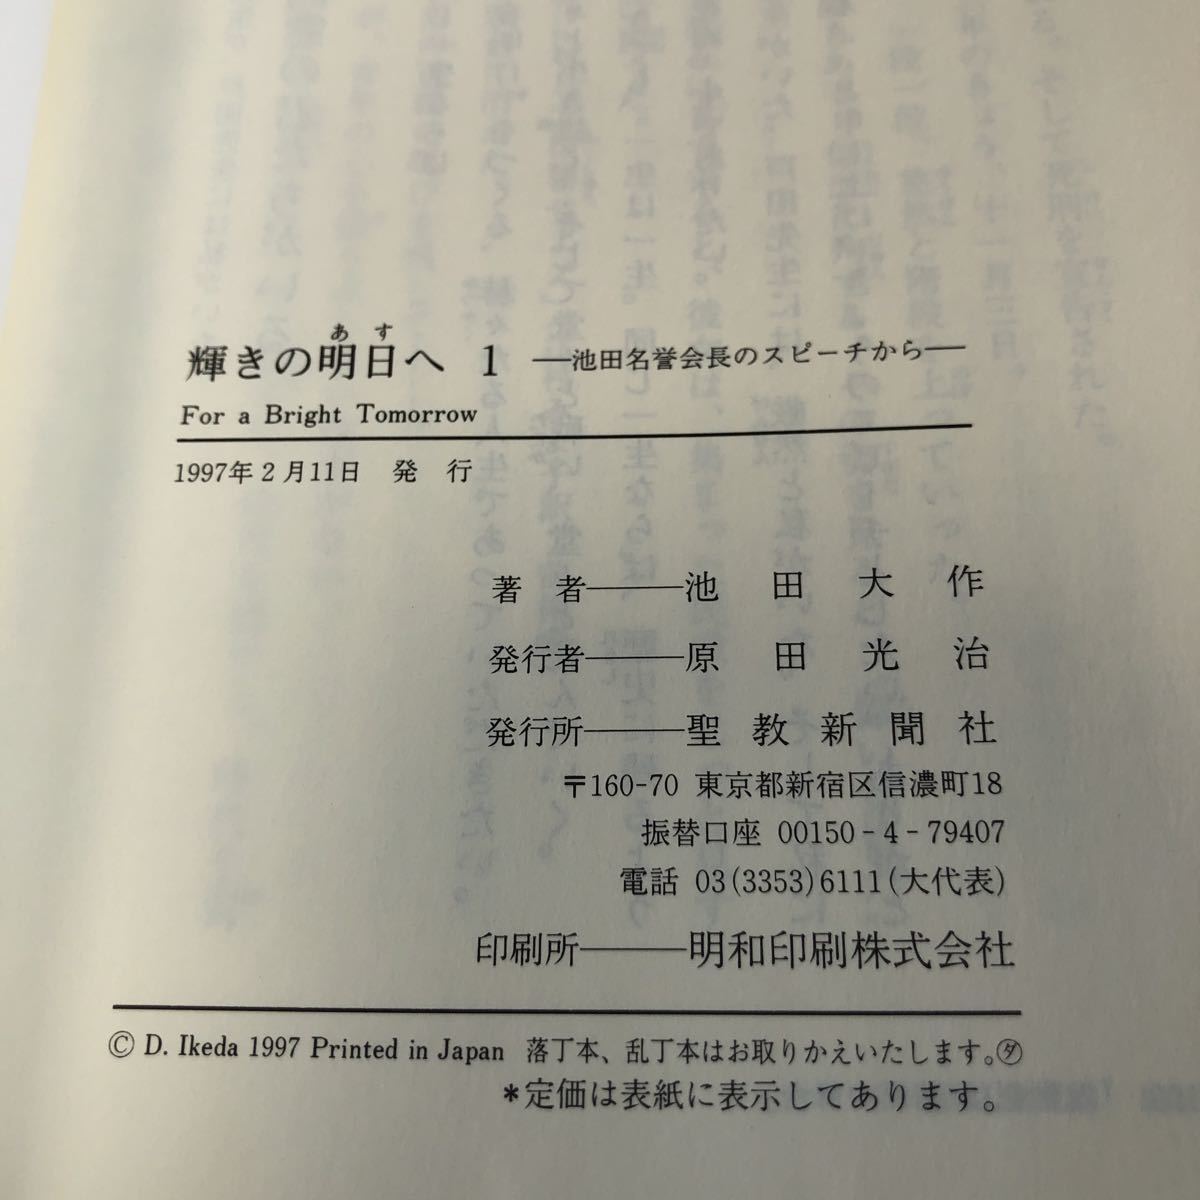 輝きの明日へ 1 ―池田名誉会長のスピーチから―
あす
For a Bright Tomorrow
1997年2月11日 発 行
著 者――池 田 大 作
発行者――原 田 光 治
発行所――聖 教 新 聞 社
〒160-70 東京都新宿区信濃町18
振替口座 00150-4-79407
電話 03(3353)6111(大代表)
印刷所――明和印刷株式会社
Ⓒ D. Ikeda 1997 Printed in Japan 落丁本、乱丁本はお取りかえいたします。㋟
*定価は表紙に表示してあります。